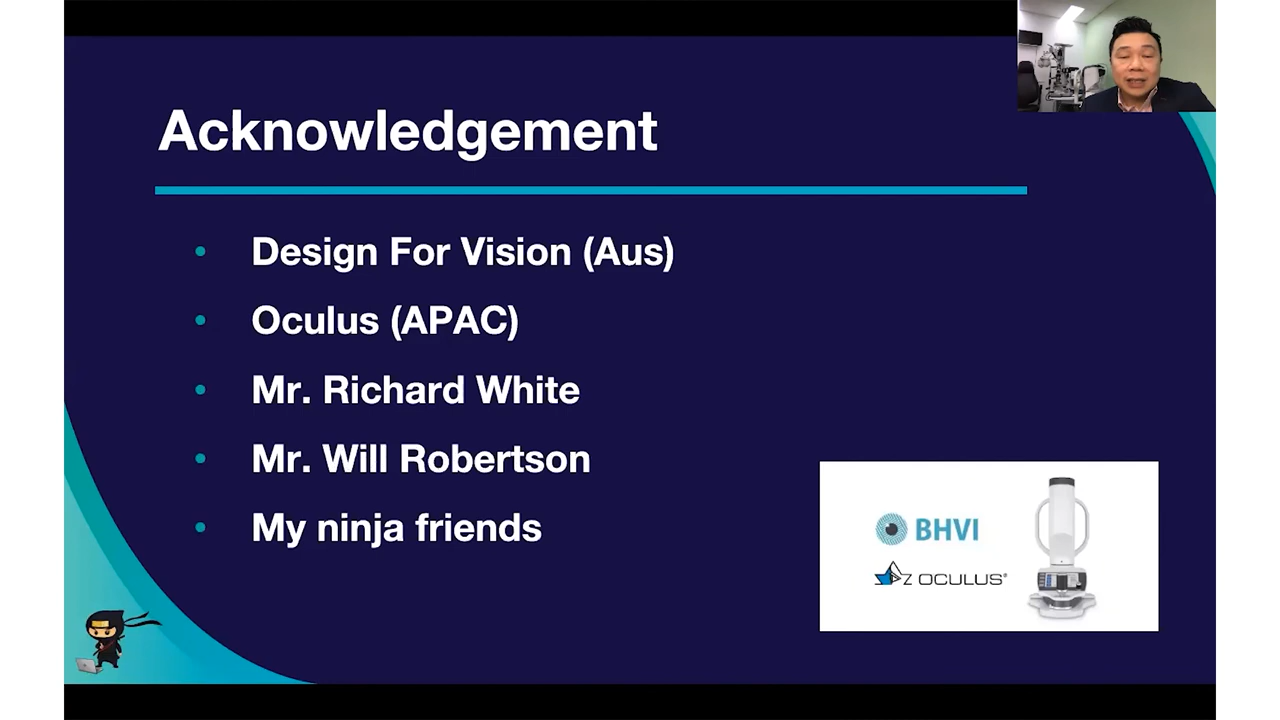 Acknowledgement
Design For Vision (Aus)
Oculus (APAC)
Mr. Richard White
Mr. Will Robertson
My ninja friends
BHVI
OCULUS®